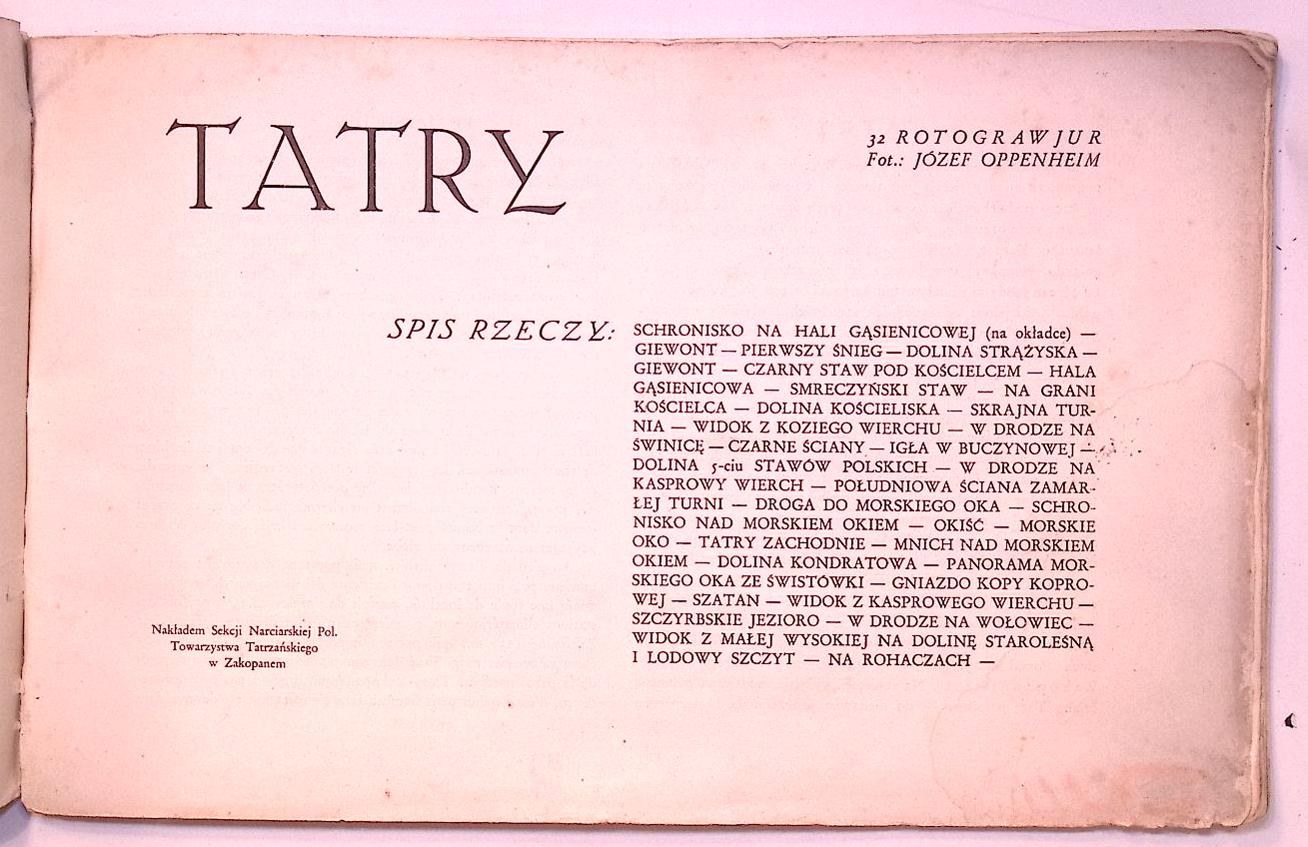 TATRY
32 ROTOGRAWJUR
Fot.: JÓZEF OPPENHEIM
SPIS RZECZY:
SCHRONISKO NA HALI GĄSIENICOWEJ (na okładce) —
GIEWONT — PIERWSZY ŚNIEG — DOLINA STRĄŻYSKA —
GIEWONT — CZARNY STAW POD KOŚCIELCEM — HALA
GĄSIENICOWA — SMRECZYŃSKI STAW — NA GRANI
KOŚCIELCA — DOLINA KOŚCIELISKA — SKRAJNA TUR-
NIA — WIDOK Z KOZIEGO WIERCHU — W DRODZE NA
ŚWINICĘ — CZARNE ŚCIANY — IGŁA W BUCZYNOWEJ —
DOLINA 5-ciu STAWÓW POLSKICH — W DRODZE NA
KASPROWY WIERCH — POŁUDNIOWA ŚCIANA ZAMAR-
ŁEJ TURNI — DROGA DO MORSKIEGO OKA — SCHRO-
NISKO NAD MORSKIEM OKIEM — OKIŚĆ — MORSKIE
OKO — TATRY ZACHODNIE — MNICH NAD MORSKIEM
OKIEM — DOLINA KONDRATOWA — PANORAMA MOR-
SKIEGO OKA ZE ŚWISTÓWKI — GNIAZDO KOPY KOPRO-
WEJ — SZATAN — WIDOK Z KASPROWEGO WIERCHU —
SZCZYRBSKIE JEZIORO — W DRODZE NA WOŁOWIEC —
WIDOK Z MAŁEJ WYSOKIEJ NA DOLINĘ STAROLEŚNĄ
I LODOWY SZCZYT — NA ROHACZACH —
Nakładem Sekcji Narciarskiej Pol.
Towarzystwa Tatrzańskiego
w Zakopanem